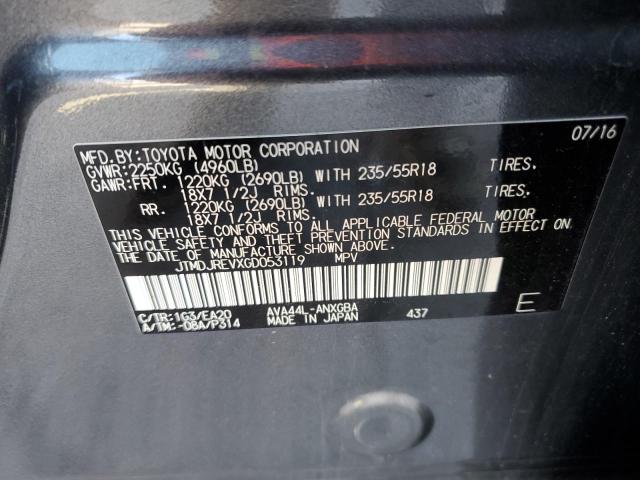 07/16
MFD.BY:TOYOTA MOTOR CORPORATION
GVWR:2250KG (4960LB)
GAWR:FRT. 1220KG (2690LB) WITH 235/55R18 TIRES.
18X7 1/2J RIMS.
RR. 1220KG (2690LB) WITH 235/55R18 TIRES.
18X7 1/2J RIMS.
THIS VEHICLE CONFORMS TO ALL APPLICABLE FEDERAL MOTOR
VEHICLE SAFETY AND THEFT PREVENTION STANDARDS IN EFFECT ON
THE DATE OF MANUFACTURE SHOWN ABOVE.
JTMDJREVXGD053119 MPV
C/TR:1G3/EA20 AVA44L-ANXGBA
A/TM:-08A/P314 MADE IN JAPAN 437 E